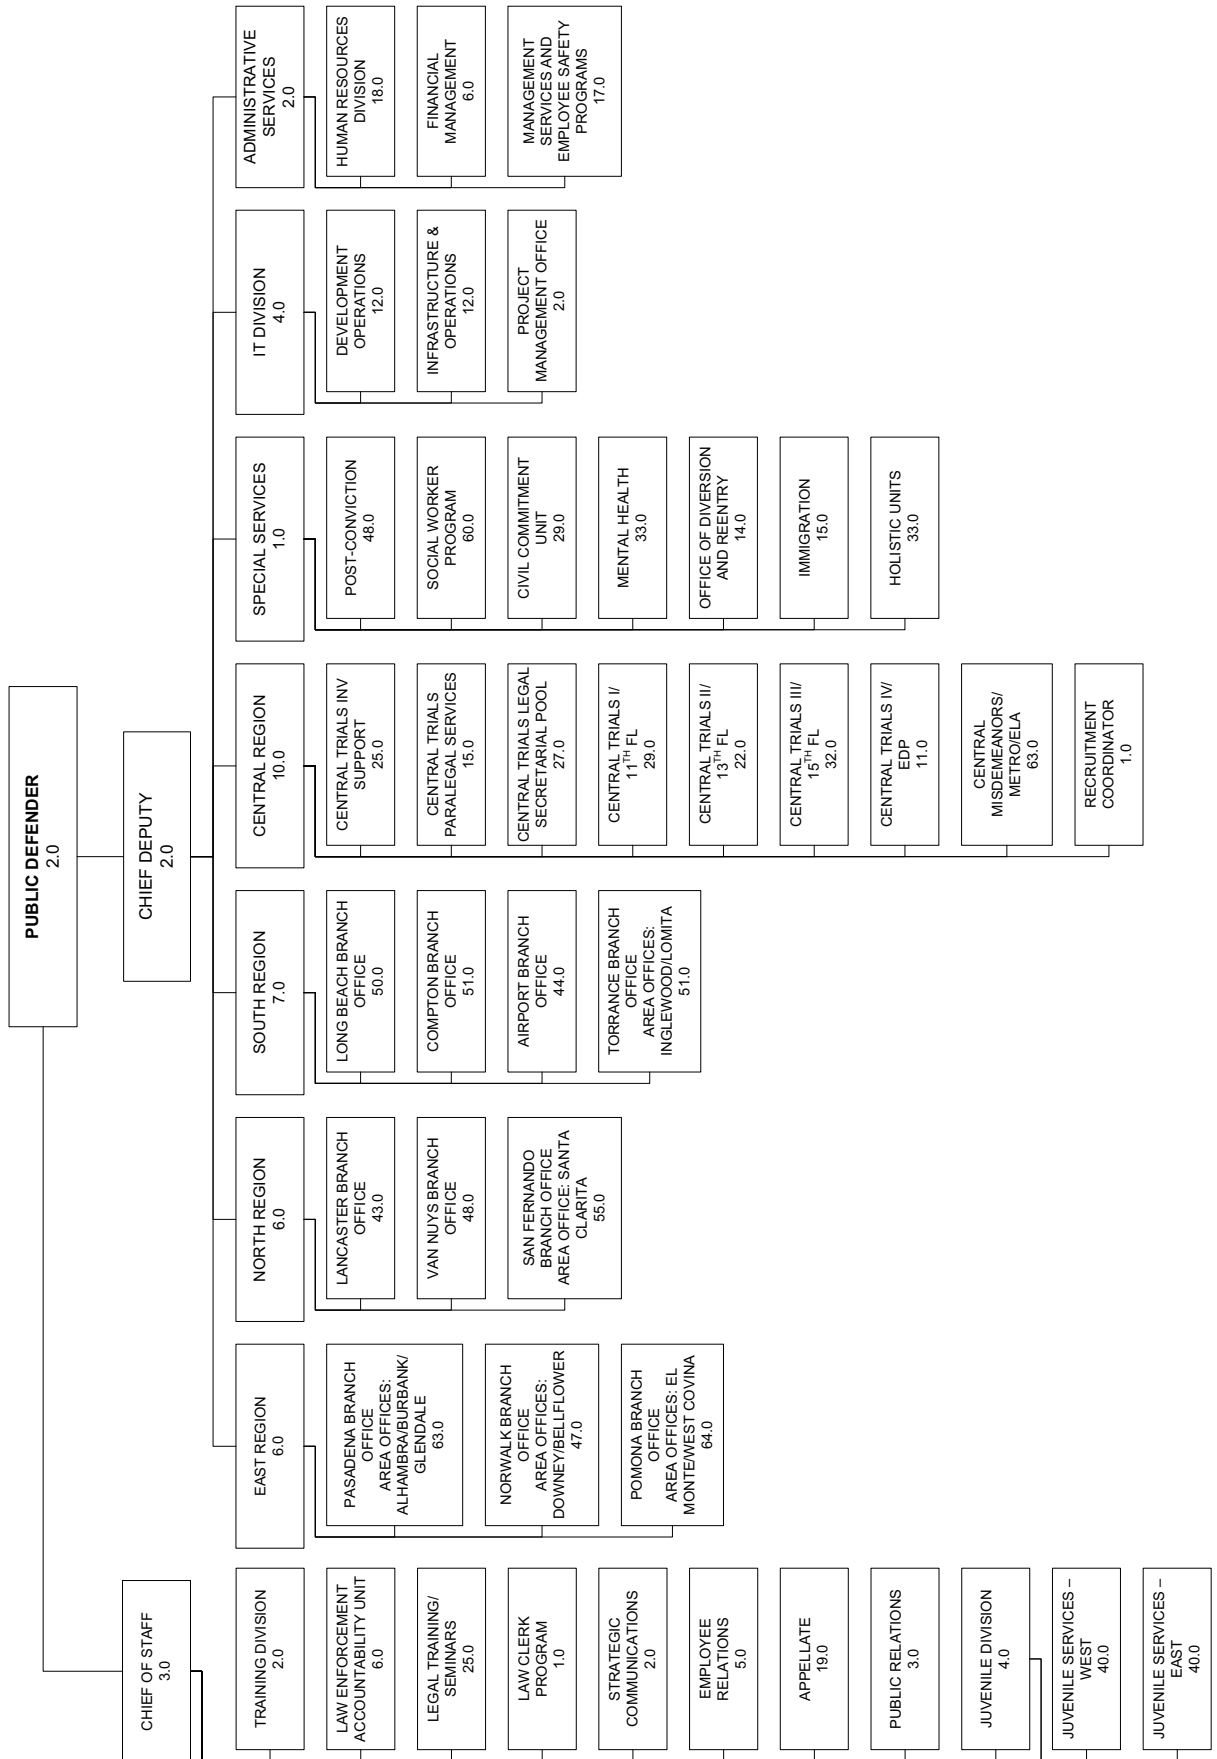 PUBLIC DEFENDER
2.0
CHIEF OF STAFF
3.0
CHIEF DEPUTY
2.0
TRAINING DIVISION
2.0
LAW ENFORCEMENT
ACCOUNTABILITY UNIT
6.0
LEGAL TRAINING/
SEMINARS
25.0
LAW CLERK
PROGRAM
1.0
STRATEGIC
COMMUNICATIONS
2.0
EMPLOYEE
RELATIONS
5.0
APPELLATE
19.0
PUBLIC RELATIONS
3.0
JUVENILE DIVISION
4.0
JUVENILE SERVICES –
WEST
40.0
JUVENILE SERVICES –
EAST
40.0
EAST REGION
6.0
PASADENA BRANCH
OFFICE
AREA OFFICES:
ALHAMBRA/BURBANK/
GLENDALE
63.0
NORWALK BRANCH
OFFICE
AREA OFFICES:
DOWNEY/BELLFLOWER
47.0
POMONA BRANCH
OFFICE
AREA OFFICES: EL
MONTE/WEST COVINA
64.0
NORTH REGION
6.0
LANCASTER BRANCH
OFFICE
43.0
VAN NUYS BRANCH
OFFICE
48.0
SAN FERNANDO
BRANCH OFFICE
AREA OFFICE: SANTA
CLARITA
55.0
SOUTH REGION
7.0
LONG BEACH BRANCH
OFFICE
50.0
COMPTON BRANCH
OFFICE
51.0
AIRPORT BRANCH
OFFICE
44.0
TORRANCE BRANCH
OFFICE
AREA OFFICES:
INGLEWOOD/LOMITA
51.0
CENTRAL REGION
10.0
CENTRAL TRIALS INV
SUPPORT
25.0
CENTRAL TRIALS
PARALEGAL SERVICES
15.0
CENTRAL TRIALS LEGAL
SECRETARIAL POOL
27.0
CENTRAL TRIALS I/
11TH FL
29.0
CENTRAL TRIALS II/
13TH FL
22.0
CENTRAL TRIALS III/
15TH FL
32.0
CENTRAL TRIALS IV/
EDP
11.0
CENTRAL
MISDEMEANORS/
METRO/ELA
63.0
RECRUITMENT
COORDINATOR
1.0
SPECIAL SERVICES
1.0
POST-CONVICTION
48.0
SOCIAL WORKER
PROGRAM
60.0
CIVIL COMMITMENT
UNIT
29.0
MENTAL HEALTH
33.0
OFFICE OF DIVERSION
AND REENTRY
14.0
IMMIGRATION
15.0
HOLISTIC UNITS
33.0
IT DIVISION
4.0
DEVELOPMENT
OPERATIONS
12.0
INFRASTRUCTURE &
OPERATIONS
12.0
PROJECT
MANAGEMENT OFFICE
2.0
ADMINISTRATIVE
SERVICES
2.0
HUMAN RESOURCES
DIVISION
18.0
FINANCIAL
MANAGEMENT
6.0
MANAGEMENT
SERVICES AND
EMPLOYEE SAFETY
PROGRAMS
17.0